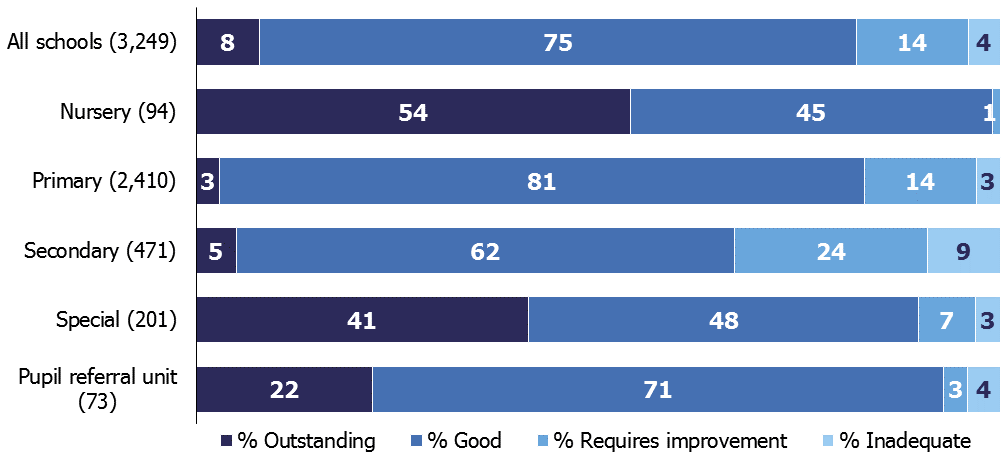 All schools (3,249) 8 75 14 4
Nursery (94) 54 45 1
Primary (2,410) 3 81 14 3
Secondary (471) 5 62 24 9
Special (201) 41 48 7 3
Pupil referral unit
(73) 22 71 3 4
% Outstanding % Good % Requires improvement % Inadequate